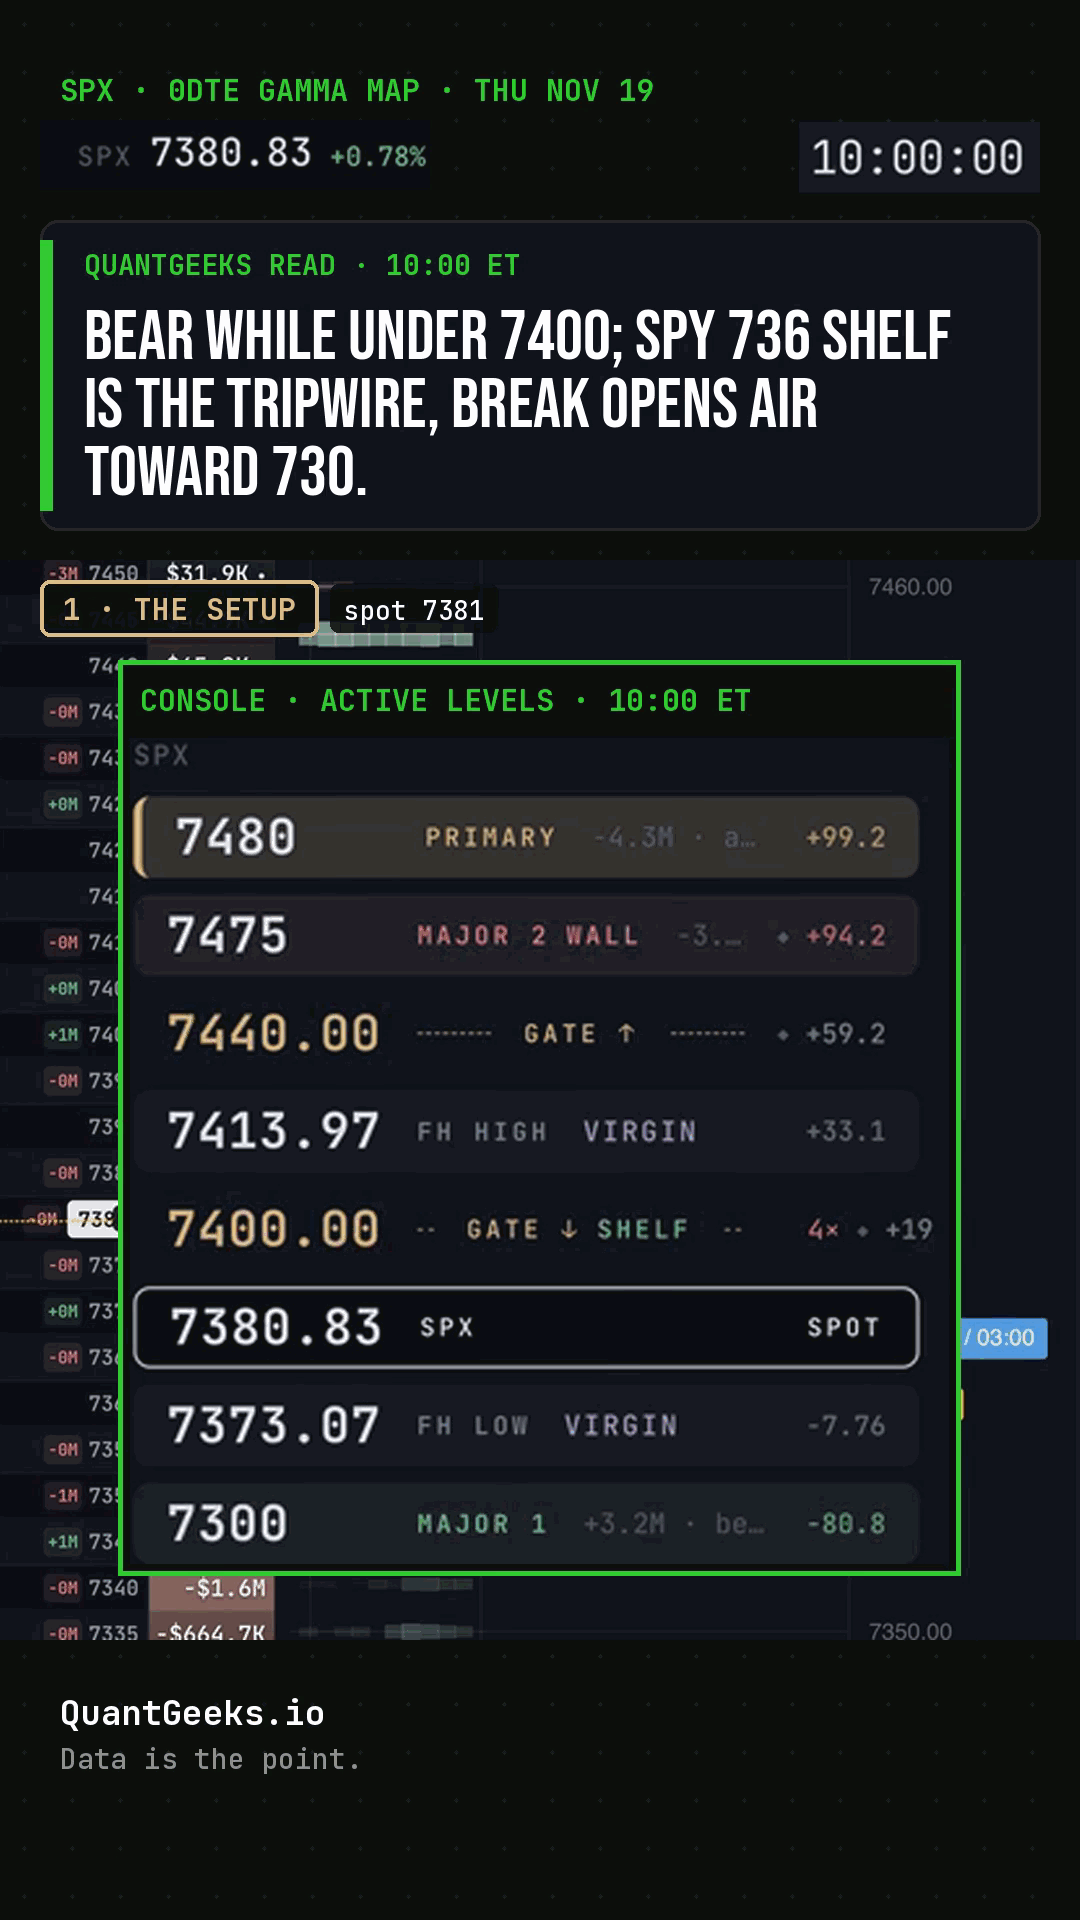 SPX · 0DTE GAMMA MAP · THU NOV 19
SPX 7380.83 +0.78%
10:00:00
QUANTGEEKS READ · 10:00 ET
BEAR WHILE UNDER 7400; SPY 736 SHELF
IS THE TRIPWIRE, BREAK OPENS AIR
TOWARD 730.
-3M 7450 $31.9K
7460.00
1 · THE SETUP
spot 7381
CONSOLE · ACTIVE LEVELS · 10:00 ET
SPX
7480 PRIMARY -4.3M · a… +99.2
7475 MAJOR 2 WALL -3.… ◆ +94.2
7440.00 --------- GATE ↑ --------- ◆ +59.2
7413.97 FH HIGH VIRGIN +33.1
7400.00 -- GATE ↓ SHELF -- 4× ◆ +19
7380.83 SPX SPOT
/ 03:00
7373.07 FH LOW VIRGIN -7.76
7300 MAJOR 1 +3.2M · be… -80.8
-0M 7340 -$1.6M
-0M 7335 -$664.7K
7350.00
QuantGeeks.io
Data is the point.